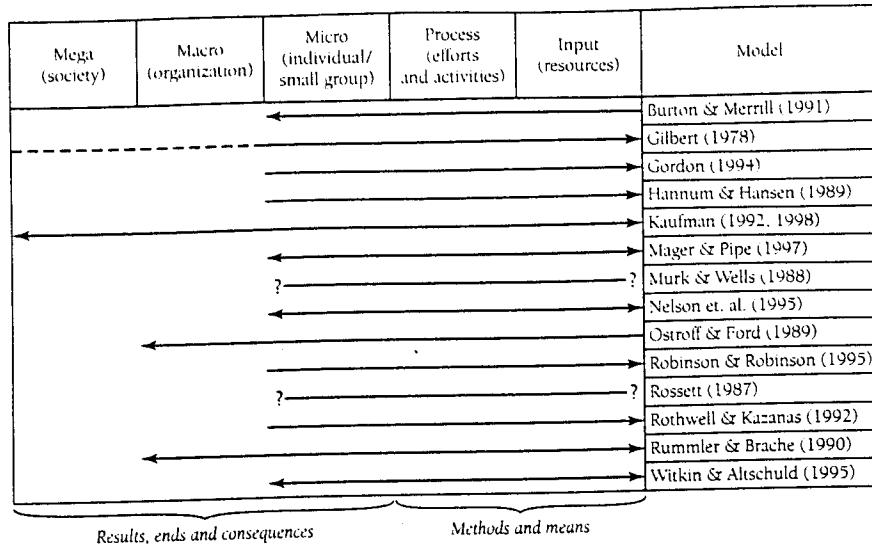 Mega
(society)
Macro
(organization)
Micro
(individual/
small group)
Process
(efforts
and activities)
Input
(resources)
Model
Burton & Merrill (1991)
Gilbert (1978)
Gordon (1994)
Hannum & Hansen (1989)
Kaufman (1992, 1998)
Mager & Pipe (1997)
? ? Murk & Wells (1988)
Nelson et. al. (1995)
Ostroff & Ford (1989)
Robinson & Robinson (1995)
? ? Rossett (1987)
Rothwell & Kazanas (1992)
Rummler & Brache (1990)
Witkin & Altschuld (1995)
Results, ends and consequences
Methods and means